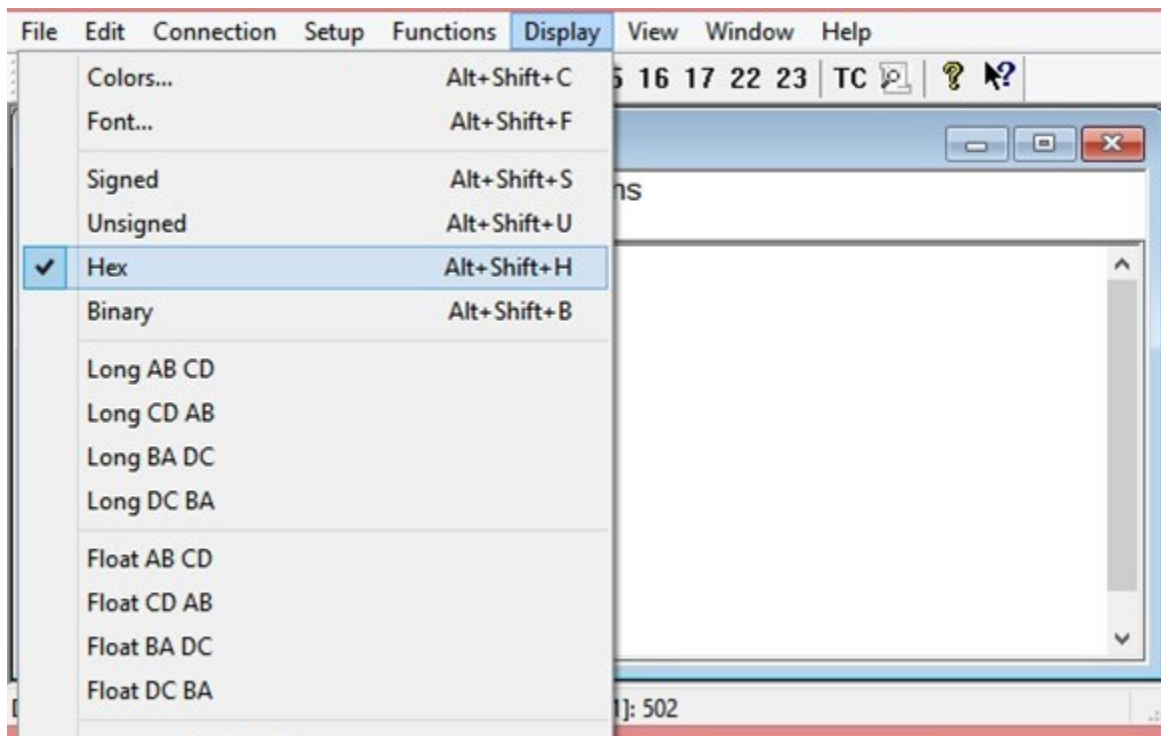 File Edit Connection Setup Functions Display View Window Help
Colors... Alt+Shift+C
16 17 22 23 TC
Font... Alt+Shift+F
Signed Alt+Shift+S
Unsigned Alt+Shift+U
Hex Alt+Shift+H
Binary Alt+Shift+B
Long AB CD
Long CD AB
Long BA DC
Long DC BA
Float AB CD
Float CD AB
Float BA DC
Float DC BA
]: 502